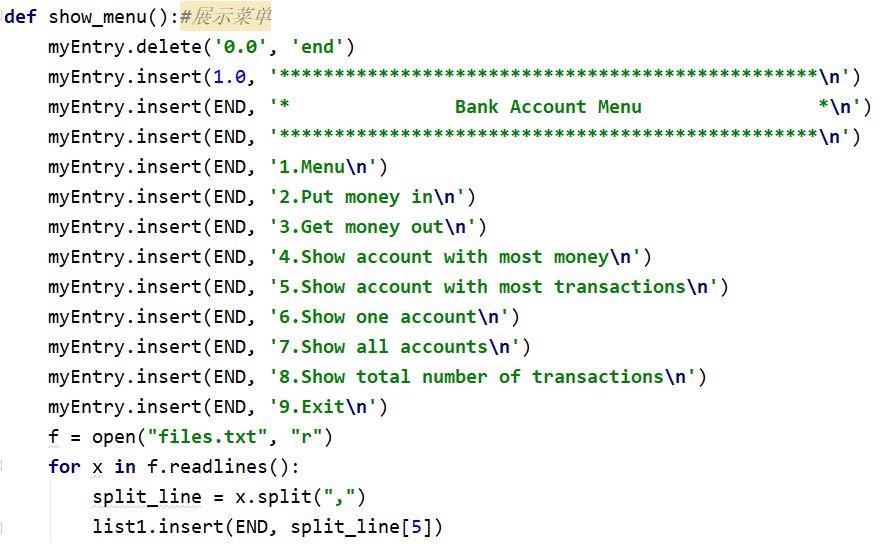 def show_menu():#展示菜单
    myEntry.delete('0.0', 'end')
    myEntry.insert(1.0, '*************************************************\n')
    myEntry.insert(END, '*               Bank Account Menu                *\n')
    myEntry.insert(END, '*************************************************\n')
    myEntry.insert(END, '1.Menu\n')
    myEntry.insert(END, '2.Put money in\n')
    myEntry.insert(END, '3.Get money out\n')
    myEntry.insert(END, '4.Show account with most money\n')
    myEntry.insert(END, '5.Show account with most transactions\n')
    myEntry.insert(END, '6.Show one account\n')
    myEntry.insert(END, '7.Show all accounts\n')
    myEntry.insert(END, '8.Show total number of transactions\n')
    myEntry.insert(END, '9.Exit\n')
    f = open("files.txt", "r")
    for x in f.readlines():
        split_line = x.split(",")
        list1.insert(END, split_line[5])